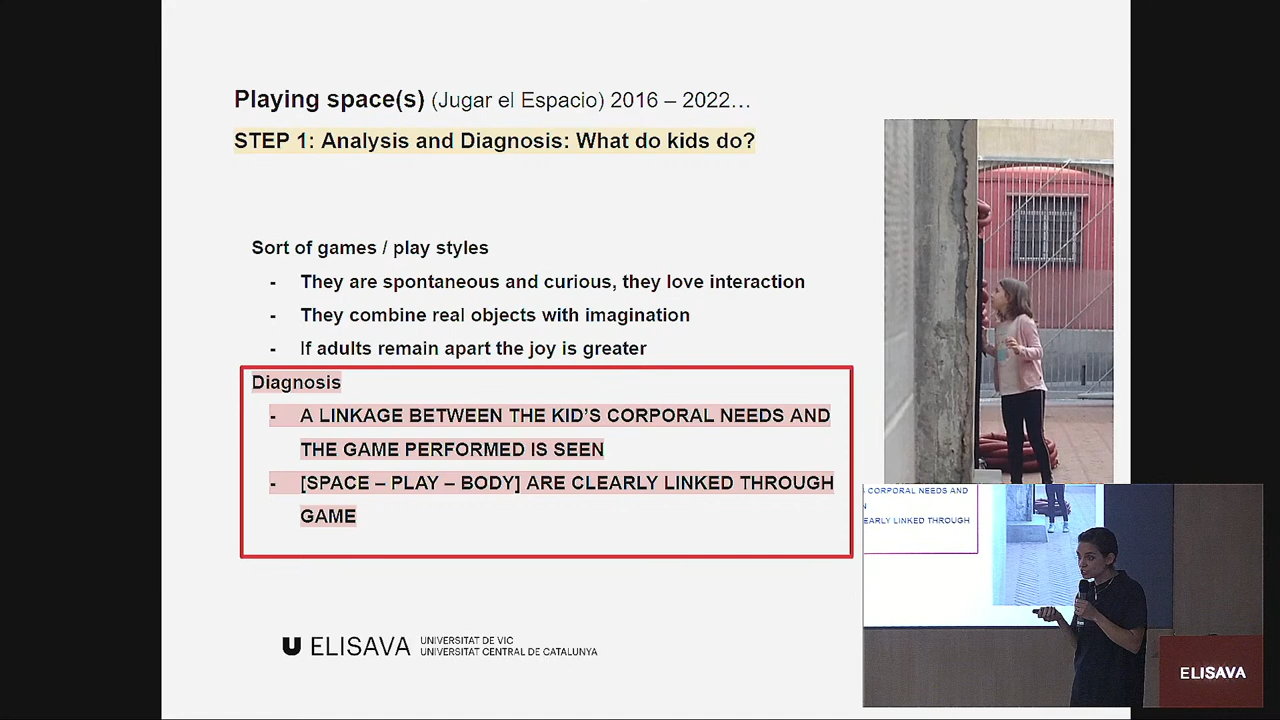 Playing space(s) (Jugar el Espacio) 2016 – 2022…
STEP 1: Analysis and Diagnosis: What do kids do?
Sort of games / play styles
- They are spontaneous and curious, they love interaction
- They combine real objects with imagination
- If adults remain apart the joy is greater
Diagnosis
- A LINKAGE BETWEEN THE KID'S CORPORAL NEEDS AND
THE GAME PERFORMED IS SEEN
- [SPACE – PLAY – BODY] ARE CLEARLY LINKED THROUGH
GAME
CORPORAL NEEDS AND
N
EARLY LINKED THROUGH
ELISAVA
UNIVERSITAT DE VIC
UNIVERSITAT CENTRAL DE CATALUNYA
ELISAVA